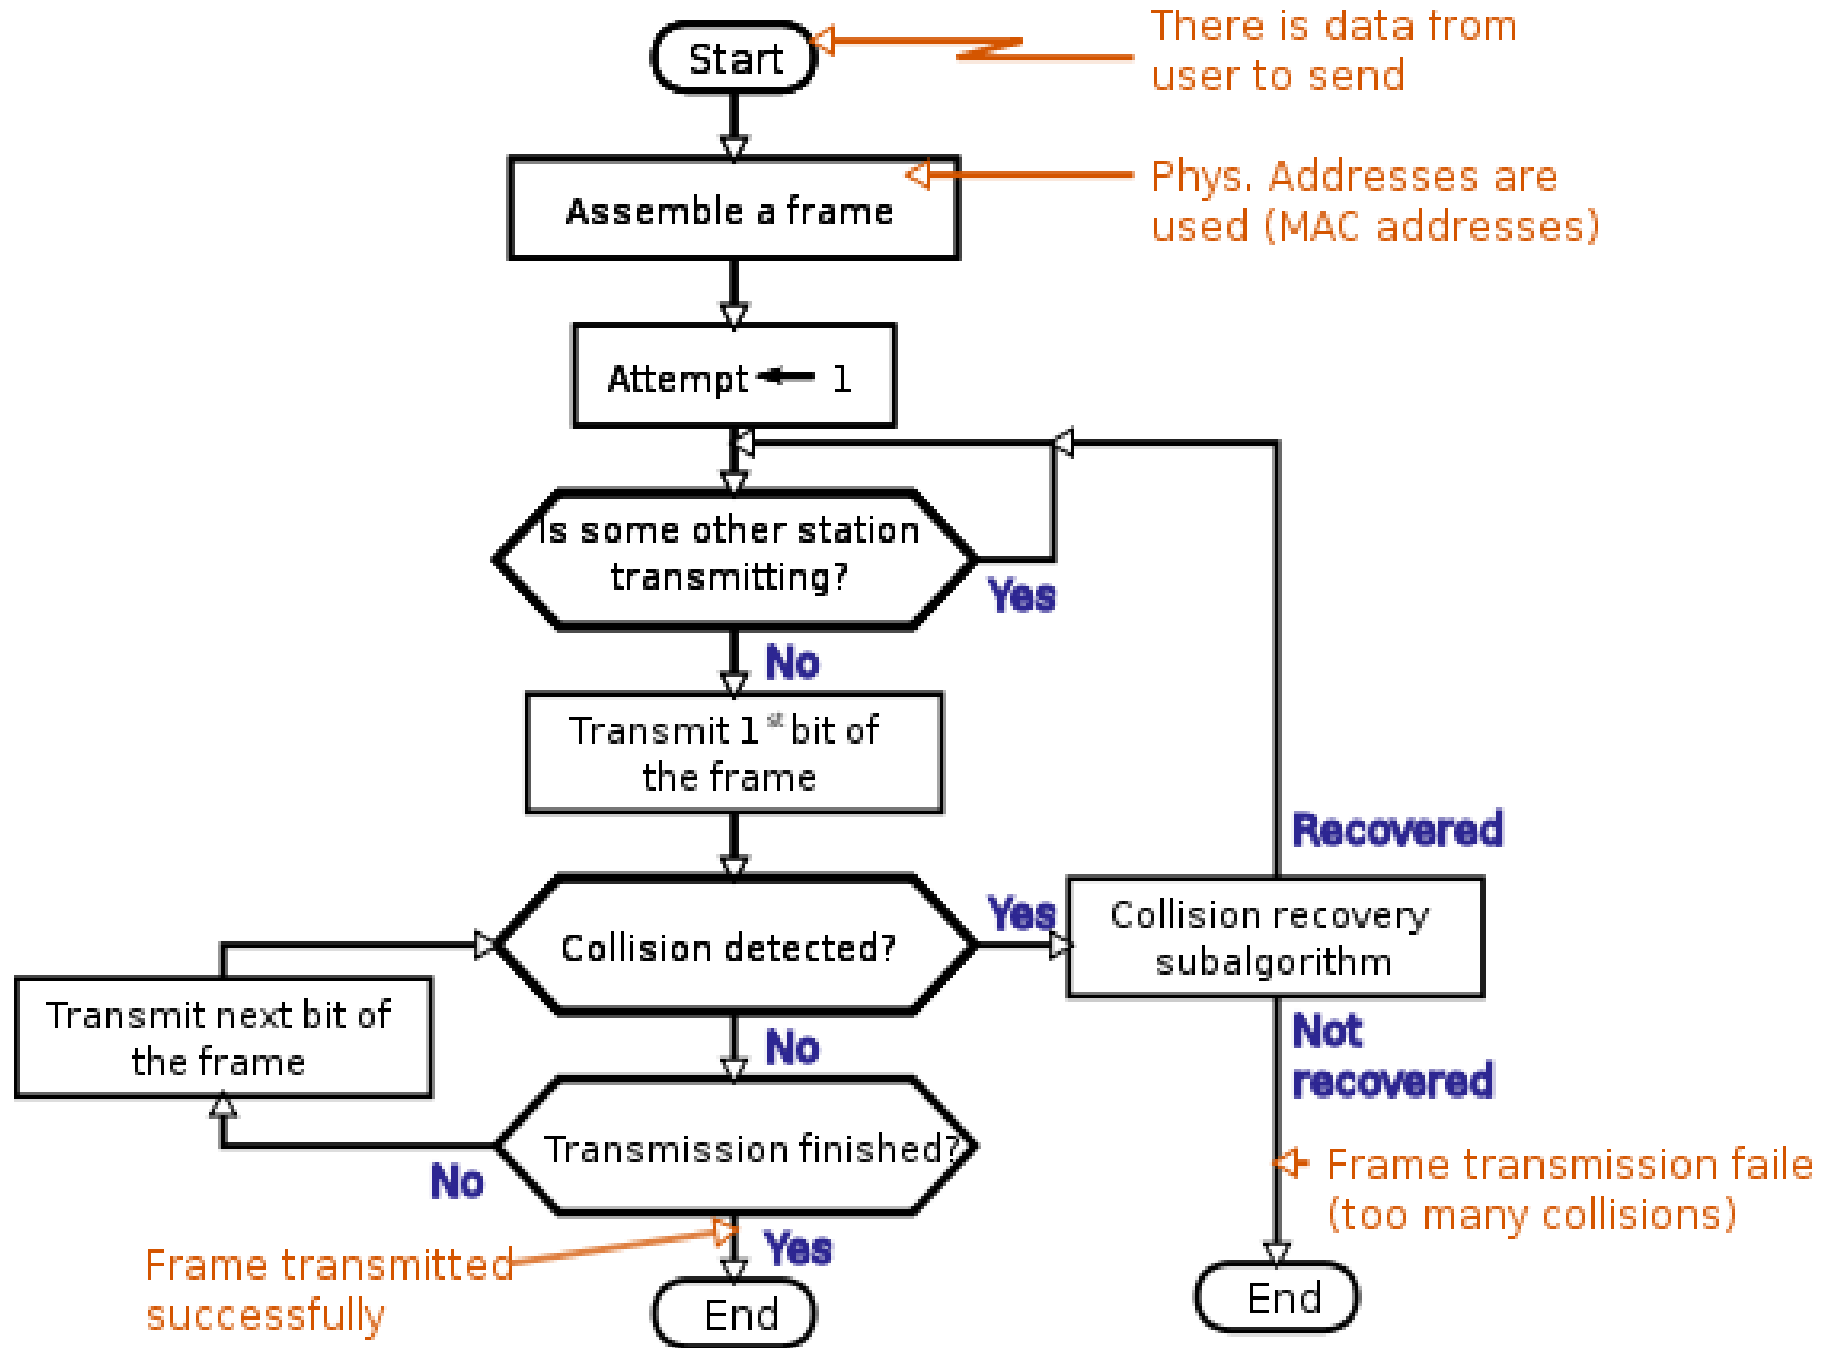 Start
There is data from
user to send
Assemble a frame
Phys. Addresses are
used (MAC addresses)
Attempt ← 1
Is some other station
transmitting?
Yes
No
Transmit 1st bit of
the frame
Recovered
Collision detected?
Yes
Collision recovery
subalgorithm
Transmit next bit of
the frame
No
Not
recovered
Transmission finished?
No
Frame transmission faile
(too many collisions)
Frame transmitted
successfully
Yes
End
End